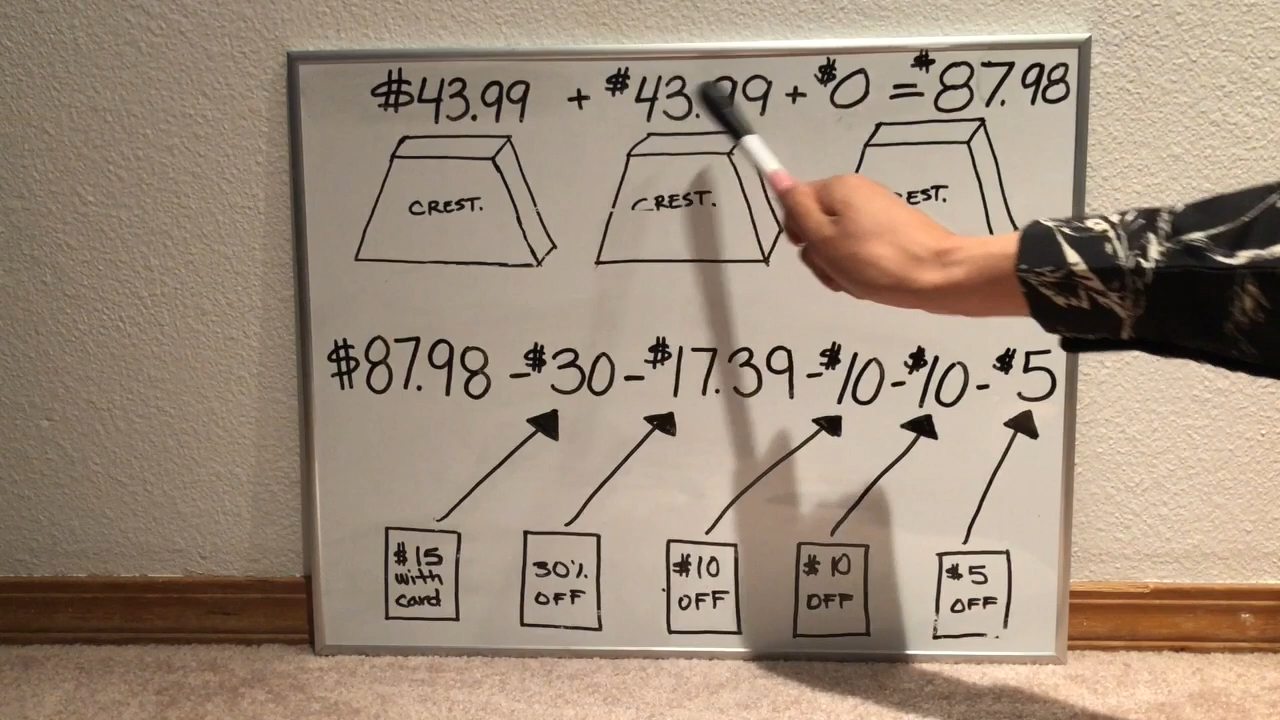 $43.99 + $43.99 + $0 = $87.98
CREST. CREST. EST.
$87.98 -$30 -$17.39 -$10 -$10 -$5
$15 with card
30% OFF
$10 OFF
$10 OFF
$5 OFF